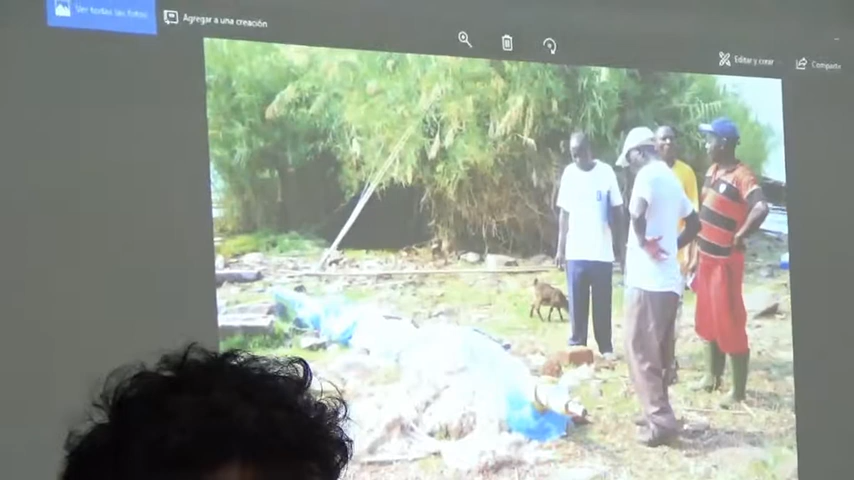 Ver todas las fotos
Agregar a una creación
Editar y crear
Compartir